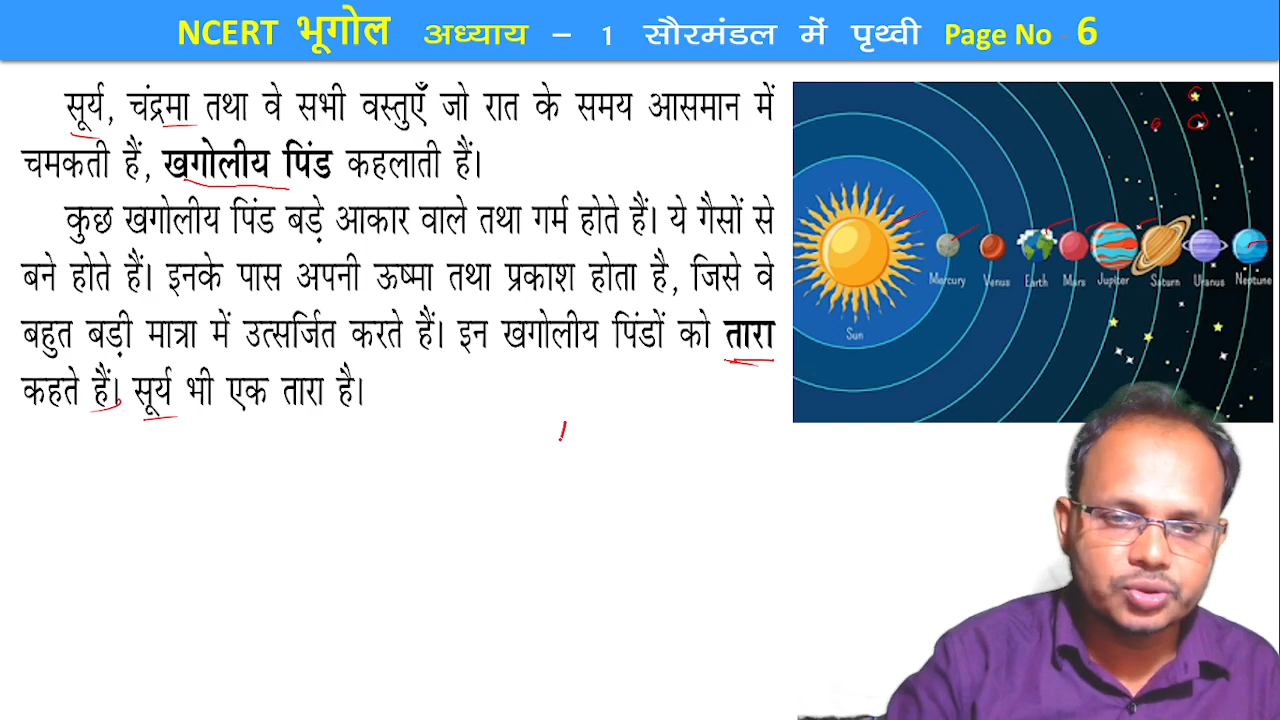 NCERT भूगोल अध्याय – 1 सौरमंडल में पृथ्वी Page No - 6
सूर्य, चंद्रमा तथा वे सभी वस्तुएँ जो रात के समय आसमान में
चमकती हैं, खगोलीय पिंड कहलाती हैं।
कुछ खगोलीय पिंड बड़े आकार वाले तथा गर्म होते हैं। ये गैसों से
बने होते हैं। इनके पास अपनी ऊष्मा तथा प्रकाश होता है, जिसे वे
बहुत बड़ी मात्रा में उत्सर्जित करते हैं। इन खगोलीय पिंडों को तारा
कहते हैं। सूर्य भी एक तारा है।
Mercury Venus Earth Mars Jupiter Saturn Uranus Neptune
Sun